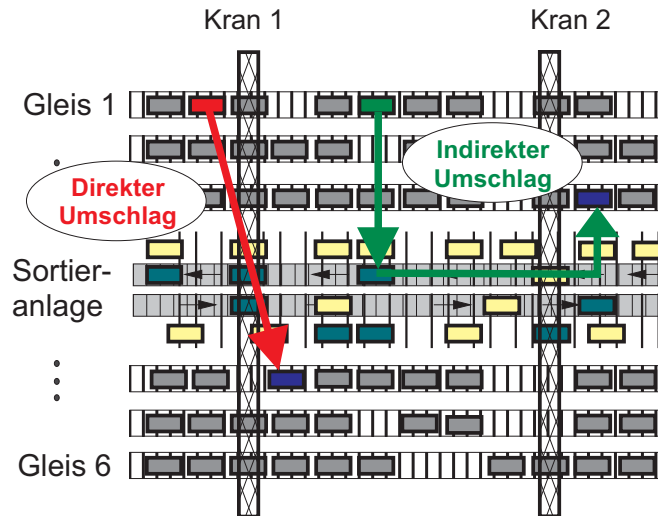 Kran 1
Kran 2
Gleis 1
Direkter
Umschlag
Indirekter
Umschlag
Sortier-
anlage
Gleis 6